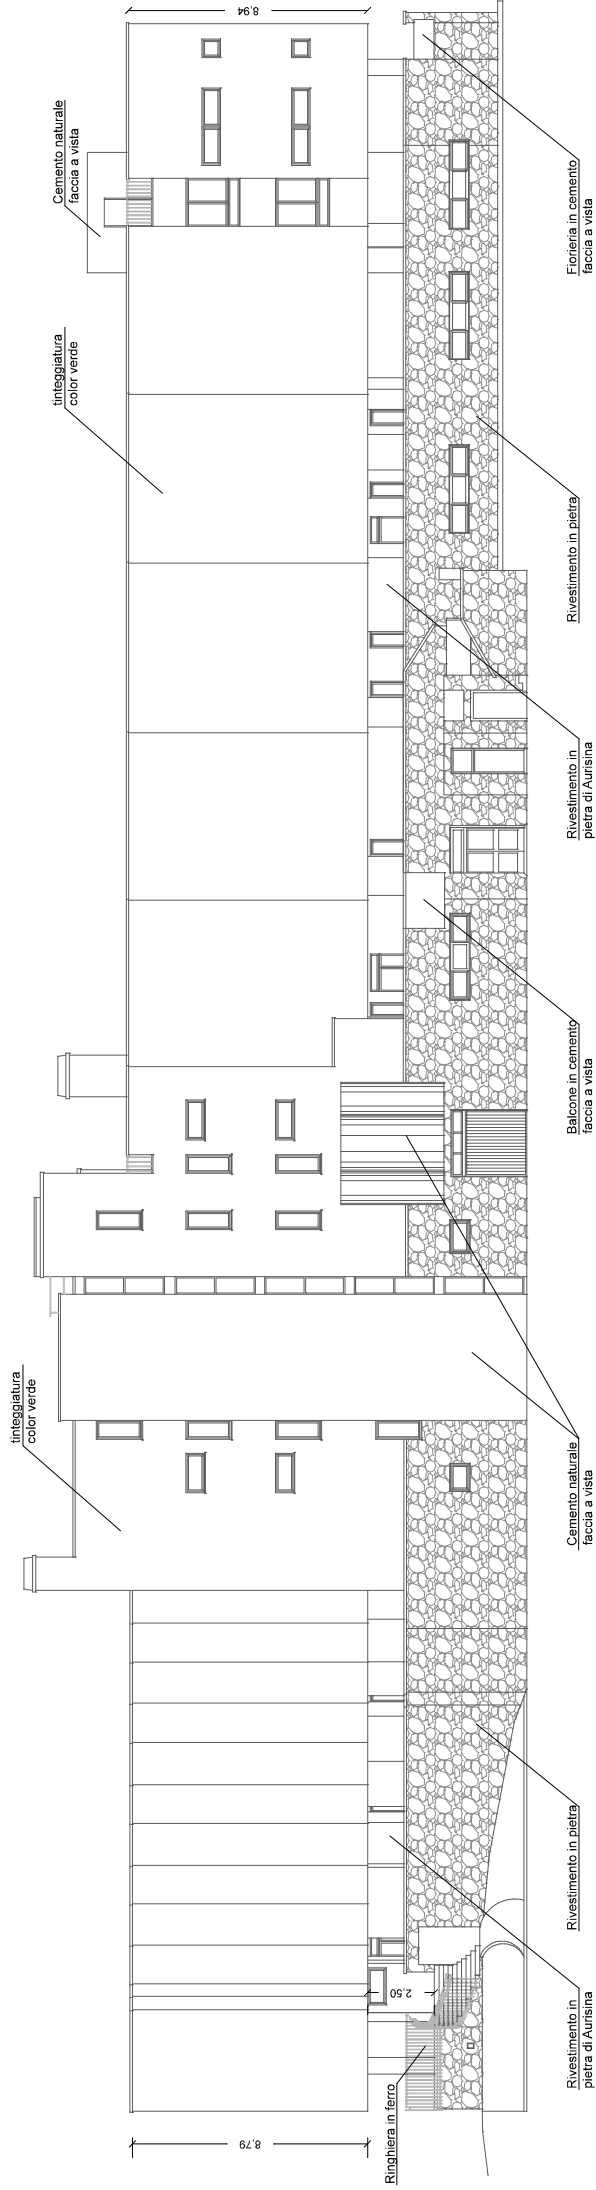 8,94
Cemento naturale
faccia a vista
tinteggiatura
color verde
tinteggiatura
color verde
8,79
2,50
Fiorieria in cemento
faccia a vista
Rivestimento in pietra
Rivestimento in
pietra di Aurisina
Balcone in cemento
faccia a vista
Cemento naturale
faccia a vista
Rivestimento in pietra
Rivestimento in
pietra di Aurisina
Ringhiera in ferro